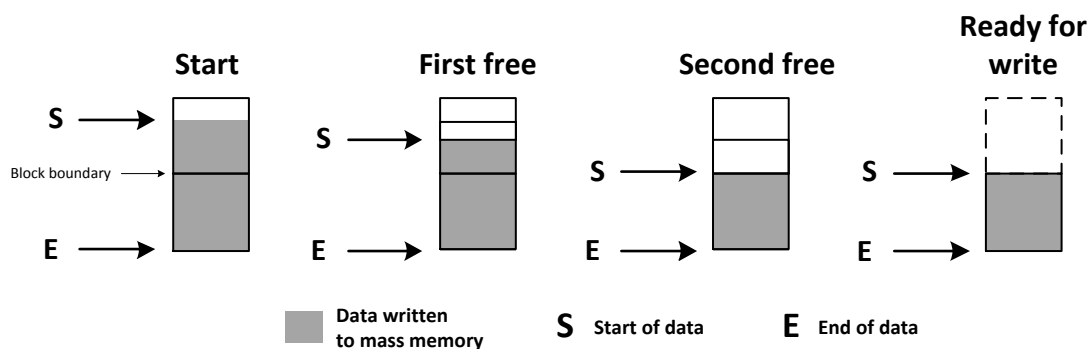 Start
First free
Second free
Ready for
write
S
S
S
S
Block boundary
E
E
E
E
Data written
to mass memory
S Start of data
E End of data